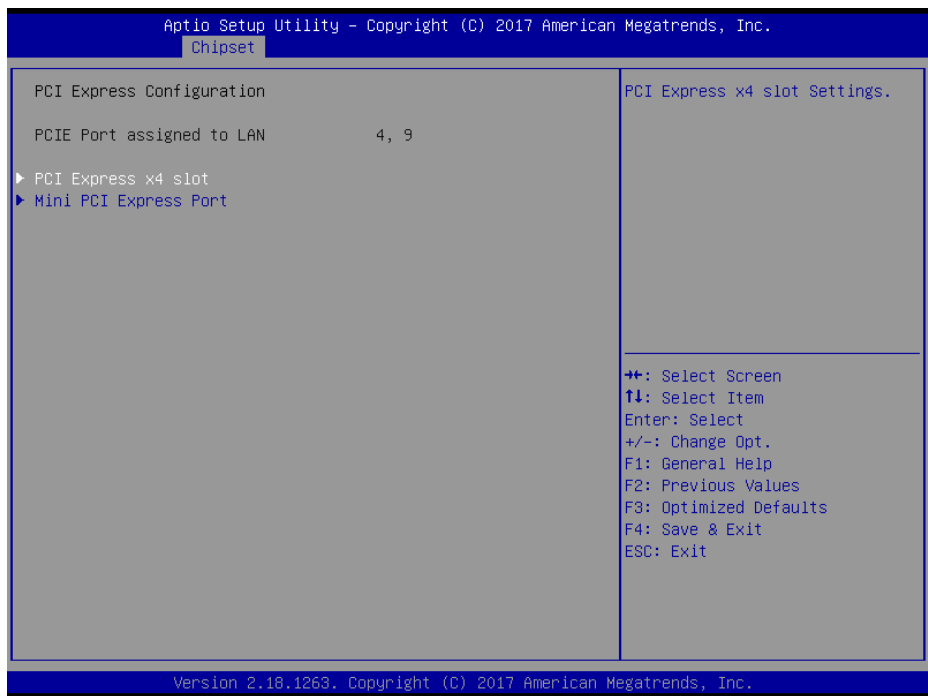 Aptio Setup Utility – Copyright (C) 2017 American Megatrends, Inc.
Chipset
PCI Express Configuration
PCIE Port assigned to LAN 4, 9
▶ PCI Express x4 slot
▶ Mini PCI Express Port
PCI Express x4 slot Settings.
→←: Select Screen
↑↓: Select Item
Enter: Select
+/-: Change Opt.
F1: General Help
F2: Previous Values
F3: Optimized Defaults
F4: Save & Exit
ESC: Exit
Version 2.18.1263. Copyright (C) 2017 American Megatrends, Inc.